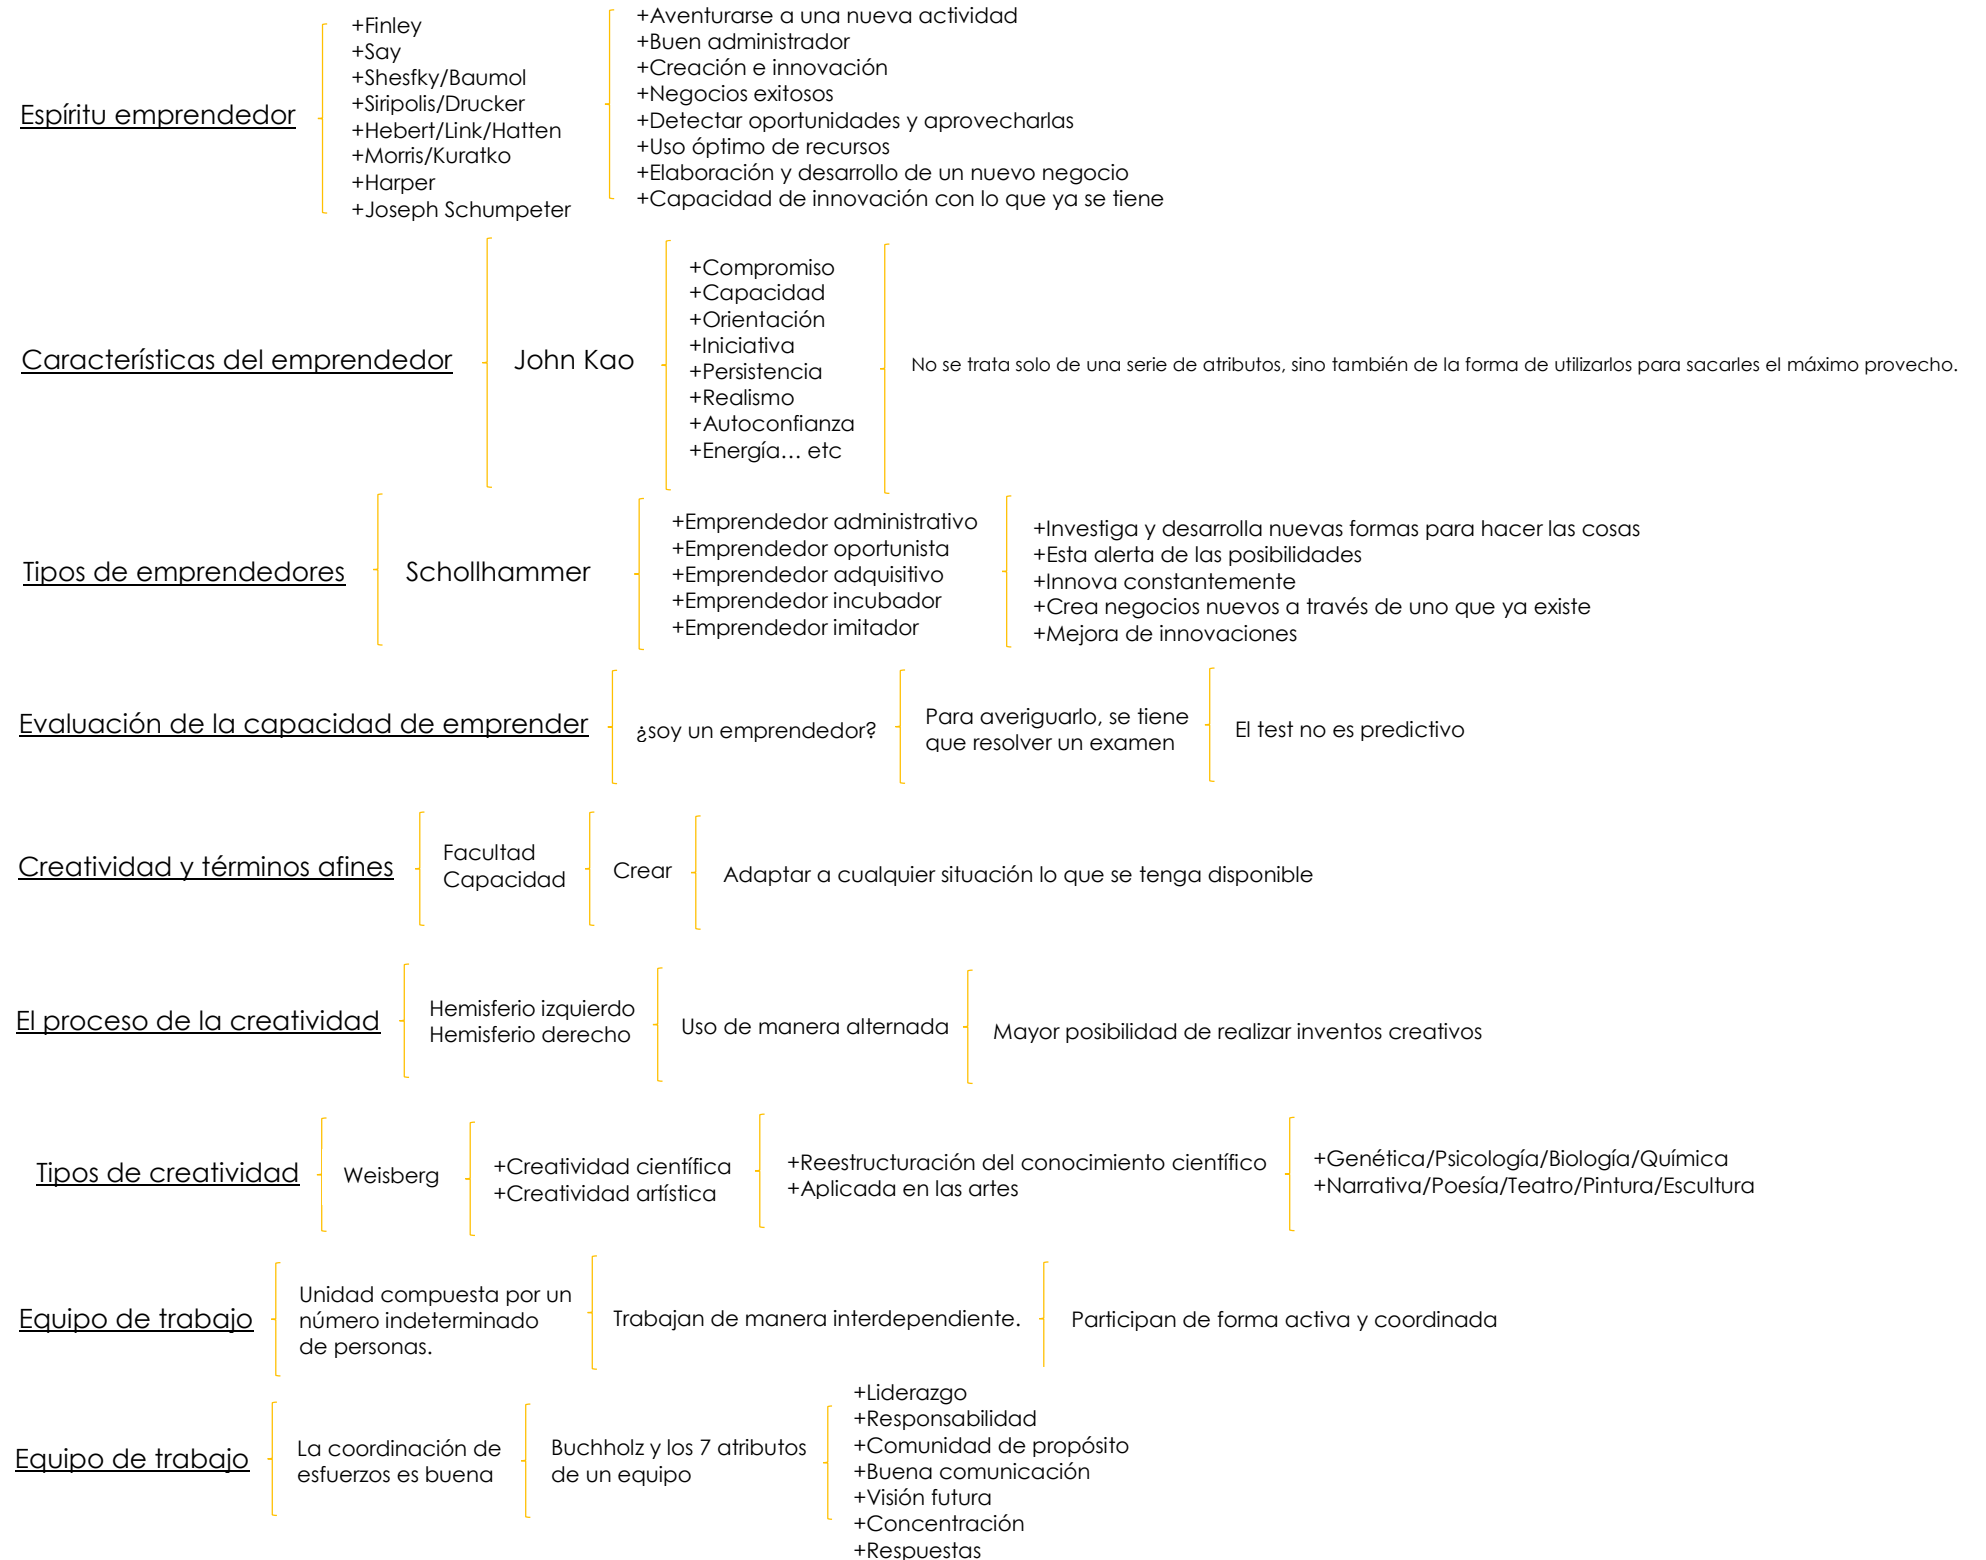 Espíritu emprendedor
+Finley
+Say
+Shesfky/Baumol
+Siripolis/Drucker
+Hebert/Link/Hatten
+Morris/Kuratko
+Harper
+Joseph Schumpeter
+Aventurarse a una nueva actividad
+Buen administrador
+Creación e innovación
+Negocios exitosos
+Detectar oportunidades y aprovecharlas
+Uso óptimo de recursos
+Elaboración y desarrollo de un nuevo negocio
+Capacidad de innovación con lo que ya se tiene
Características del emprendedor
John Kao
+Compromiso
+Capacidad
+Orientación
+Iniciativa
+Persistencia
+Realismo
+Autoconfianza
+Energía... etc
No se trata solo de una serie de atributos, sino también de la forma de utilizarlos para sacarles el máximo provecho.
Tipos de emprendedores
Schollhammer
+Emprendedor administrativo
+Emprendedor oportunista
+Emprendedor adquisitivo
+Emprendedor incubador
+Emprendedor imitador
+Investiga y desarrolla nuevas formas para hacer las cosas
+Esta alerta de las posibilidades
+Innova constantemente
+Crea negocios nuevos a través de uno que ya existe
+Mejora de innovaciones
Evaluación de la capacidad de emprender
¿soy un emprendedor?
Para averiguarlo, se tiene
que resolver un examen
El test no es predictivo
Creatividad y términos afines
Facultad
Capacidad
Crear
Adaptar a cualquier situación lo que se tenga disponible
El proceso de la creatividad
Hemisferio izquierdo
Hemisferio derecho
Uso de manera alternada
Mayor posibilidad de realizar inventos creativos
Tipos de creatividad
Weisberg
+Creatividad científica
+Creatividad artística
+Reestructuración del conocimiento científico
+Aplicada en las artes
+Genética/Psicología/Biología/Química
+Narrativa/Poesía/Teatro/Pintura/Escultura
Equipo de trabajo
Unidad compuesta por un
número indeterminado
de personas.
Trabajan de manera interdependiente.
Participan de forma activa y coordinada
Equipo de trabajo
La coordinación de
esfuerzos es buena
Buchholz y los 7 atributos
de un equipo
+Liderazgo
+Responsabilidad
+Comunidad de propósito
+Buena comunicación
+Visión futura
+Concentración
+Respuestas